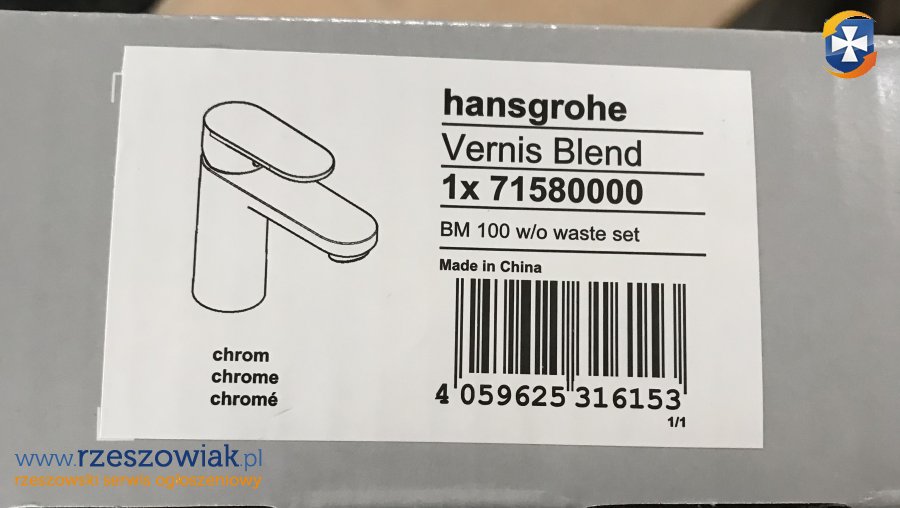 hansgrohe
Vernis Blend
1x 71580000
BM 100 w/o waste set
Made in China
4 059625 316153
1/1
chrom
chrome
chromé
www.rzeszowiak.pl
rzeszowski serwis ogłoszeniowy